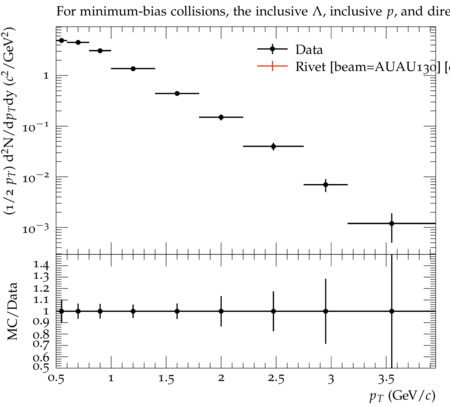 For minimum-bias collisions, the inclusive Λ, inclusive p, and dire
(1/2 p_T) d²N/dp_Tdy (c²/GeV²)
1
10⁻¹
10⁻²
10⁻³
Data
Rivet [beam=AUAU130] [c
MC/Data
1.4
1.3
1.2
1.1
1
0.9
0.8
0.7
0.6
0.5
0.5 1 1.5 2 2.5 3 3.5
p_T (GeV/c)